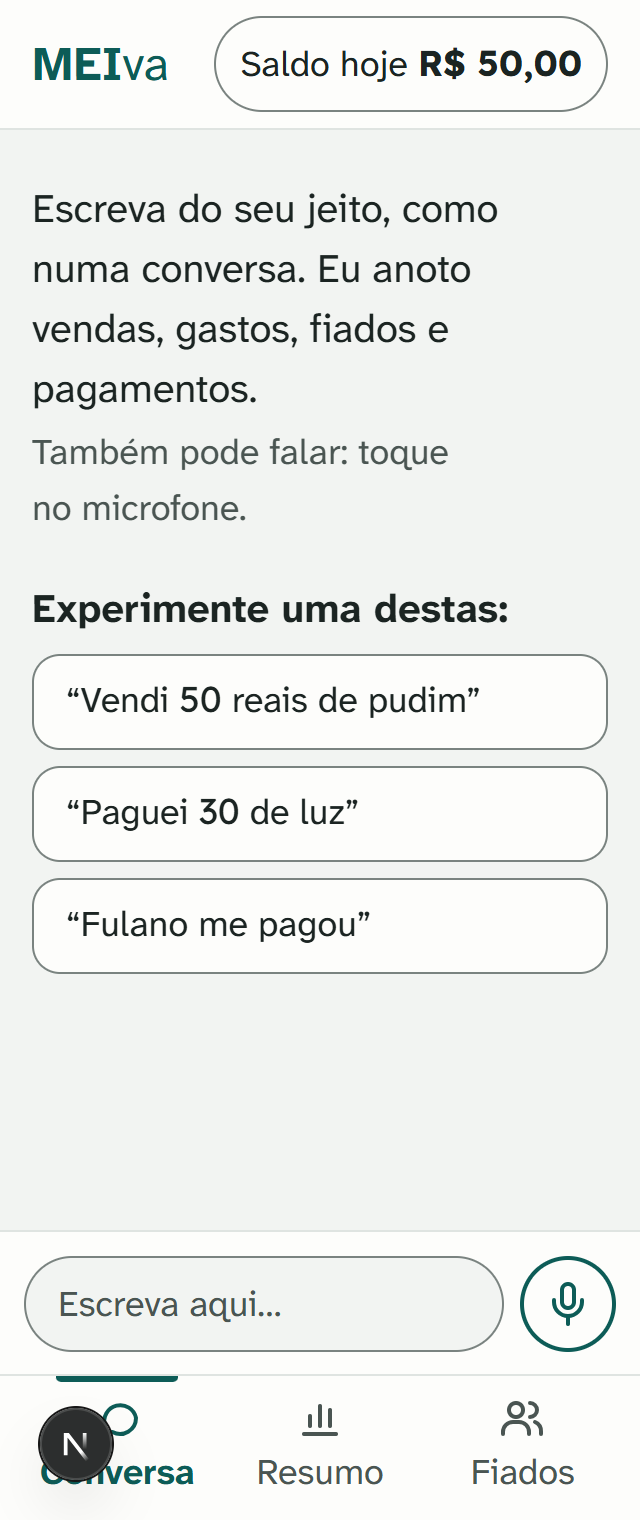 MEIva
Saldo hoje R$ 50,00
Escreva do seu jeito, como
numa conversa. Eu anoto
vendas, gastos, fiados e
pagamentos.
Também pode falar: toque
no microfone.
Experimente uma destas:
“Vendi 50 reais de pudim”
“Paguei 30 de luz”
“Fulano me pagou”
Escreva aqui...
N
Conversa
Resumo
Fiados